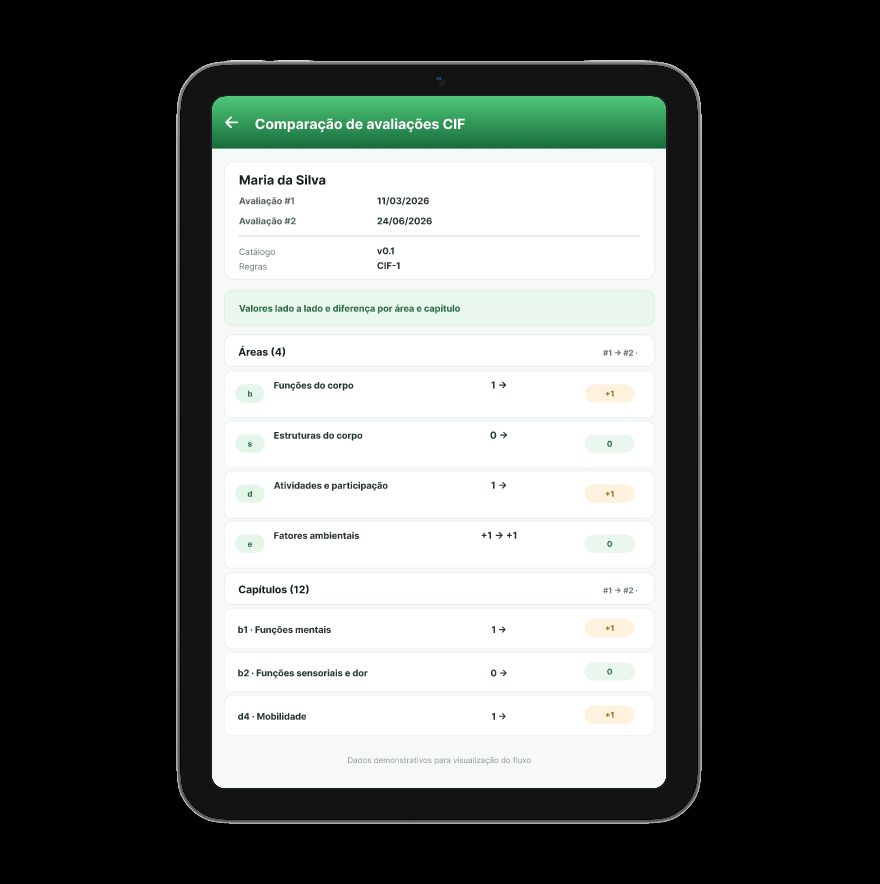 Comparação de avaliações CIF
Maria da Silva
Avaliação #1 11/03/2026
Avaliação #2 24/06/2026
Catálogo v0.1
Regras CIF-1
Valores lado a lado e diferença por área e capítulo
Áreas (4) #1 → #2 ·
b Funções do corpo 1 → +1
s Estruturas do corpo 0 → 0
d Atividades e participação 1 → +1
e Fatores ambientais +1 → +1 0
Capítulos (12) #1 → #2 ·
b1 · Funções mentais 1 → +1
b2 · Funções sensoriais e dor 0 → 0
d4 · Mobilidade 1 → +1
Dados demonstrativos para visualização do fluxo